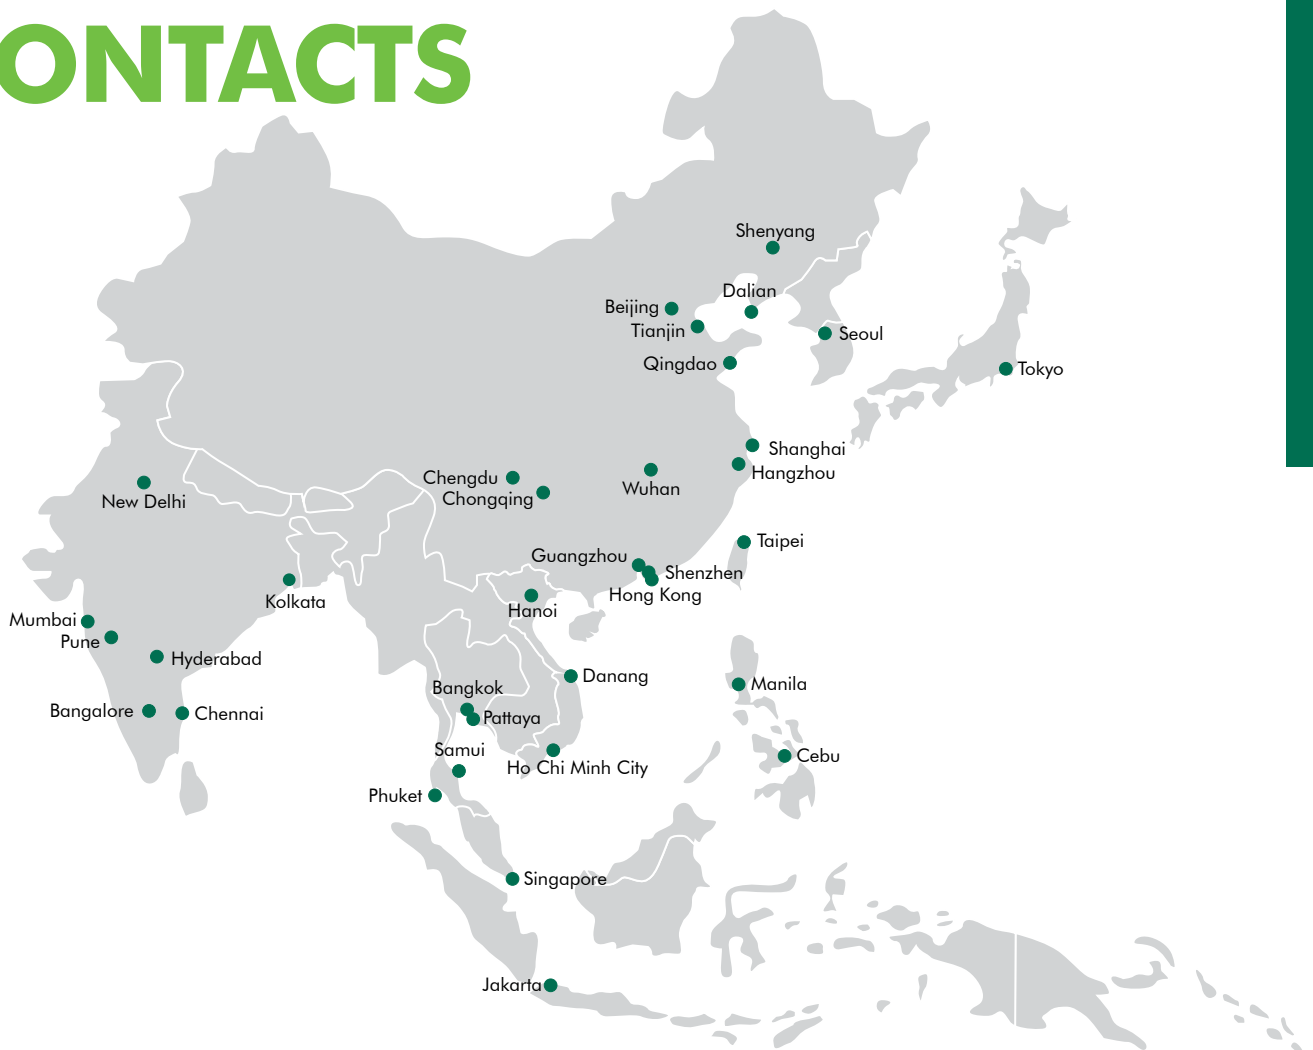 ONTACTS
Shenyang
Dalian
Beijing
Tianjin
Seoul
Qingdao
Tokyo
Shanghai
Hangzhou
Chengdu
Chongqing
Wuhan
New Delhi
Taipei
Guangzhou
Shenzhen
Hong Kong
Kolkata
Hanoi
Mumbai
Pune
Hyderabad
Danang
Manila
Bangkok
Bangalore
Chennai
Pattaya
Samui
Ho Chi Minh City
Cebu
Phuket
Singapore
Jakarta